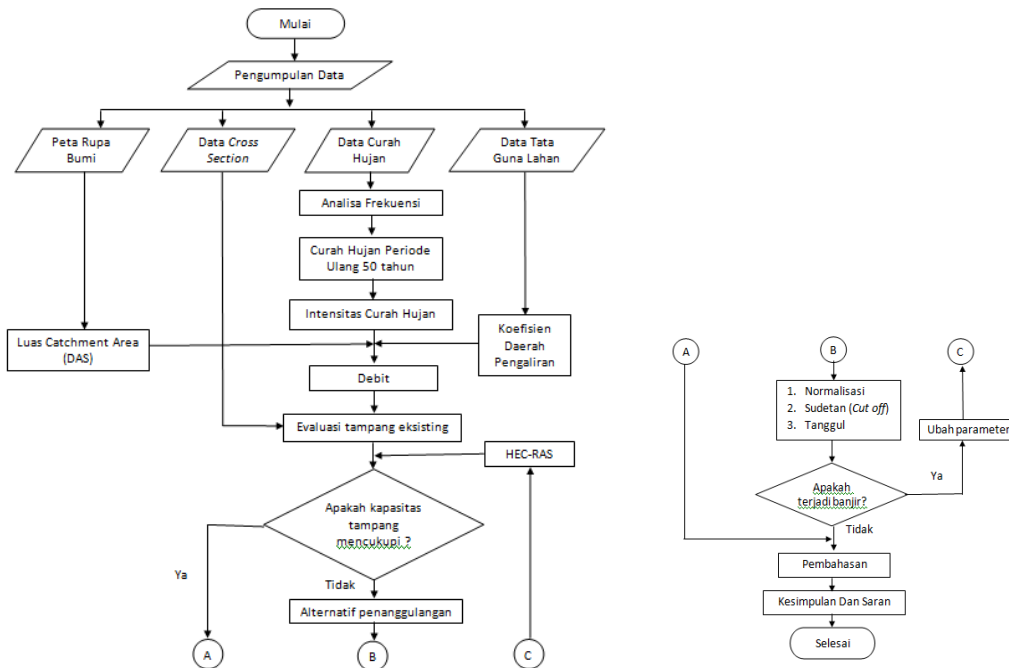 Mulai
Pengumpulan Data
Peta Rupa
Bumi
Data Cross
Section
Data Curah
Hujan
Data Tata
Guna Lahan
Analisa Frekuensi
Curah Hujan Periode
Ulang 50 tahun
Intensitas Curah Hujan
Luas Catchment Area
(DAS)
Koefisien
Daerah
Pengaliran
Debit
Evaluasi tampang eksisting
HEC-RAS
Apakah kapasitas
tampang
mencukupi ?
Ya
Tidak
Alternatif penanggulangan
A
B
C
A
B
C
1. Normalisasi
2. Sudetan (Cut off)
3. Tanggul
Ubah parameter
Apakah
terjadi banjir?
Ya
Tidak
Pembahasan
Kesimpulan Dan Saran
Selesai